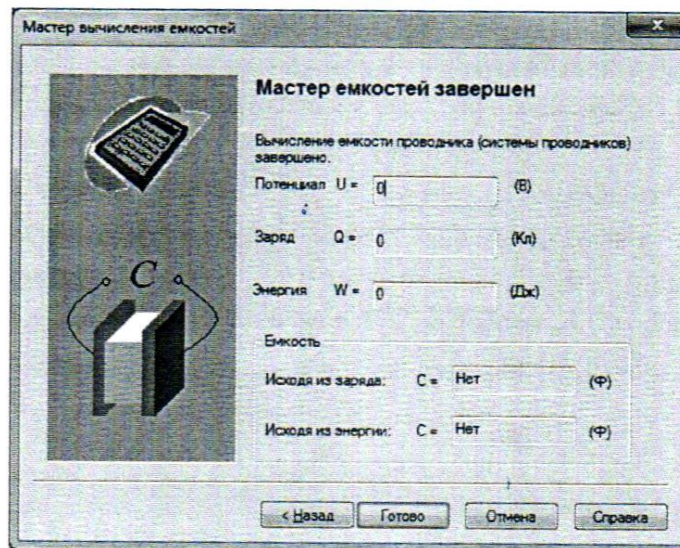 Мастер вычисления емкостей
Мастер емкостей завершен
Вычисление емкости проводника (системы проводников)
завершено.
Потенциал U = 0 (В)
Заряд Q = 0 (Кл)
Энергия W = 0 (Дж)
C
Емкость
Исходя из заряда: C = Нет (Ф)
Исходя из энергии: C = Нет (Ф)
< Назад Готово Отмена Справка